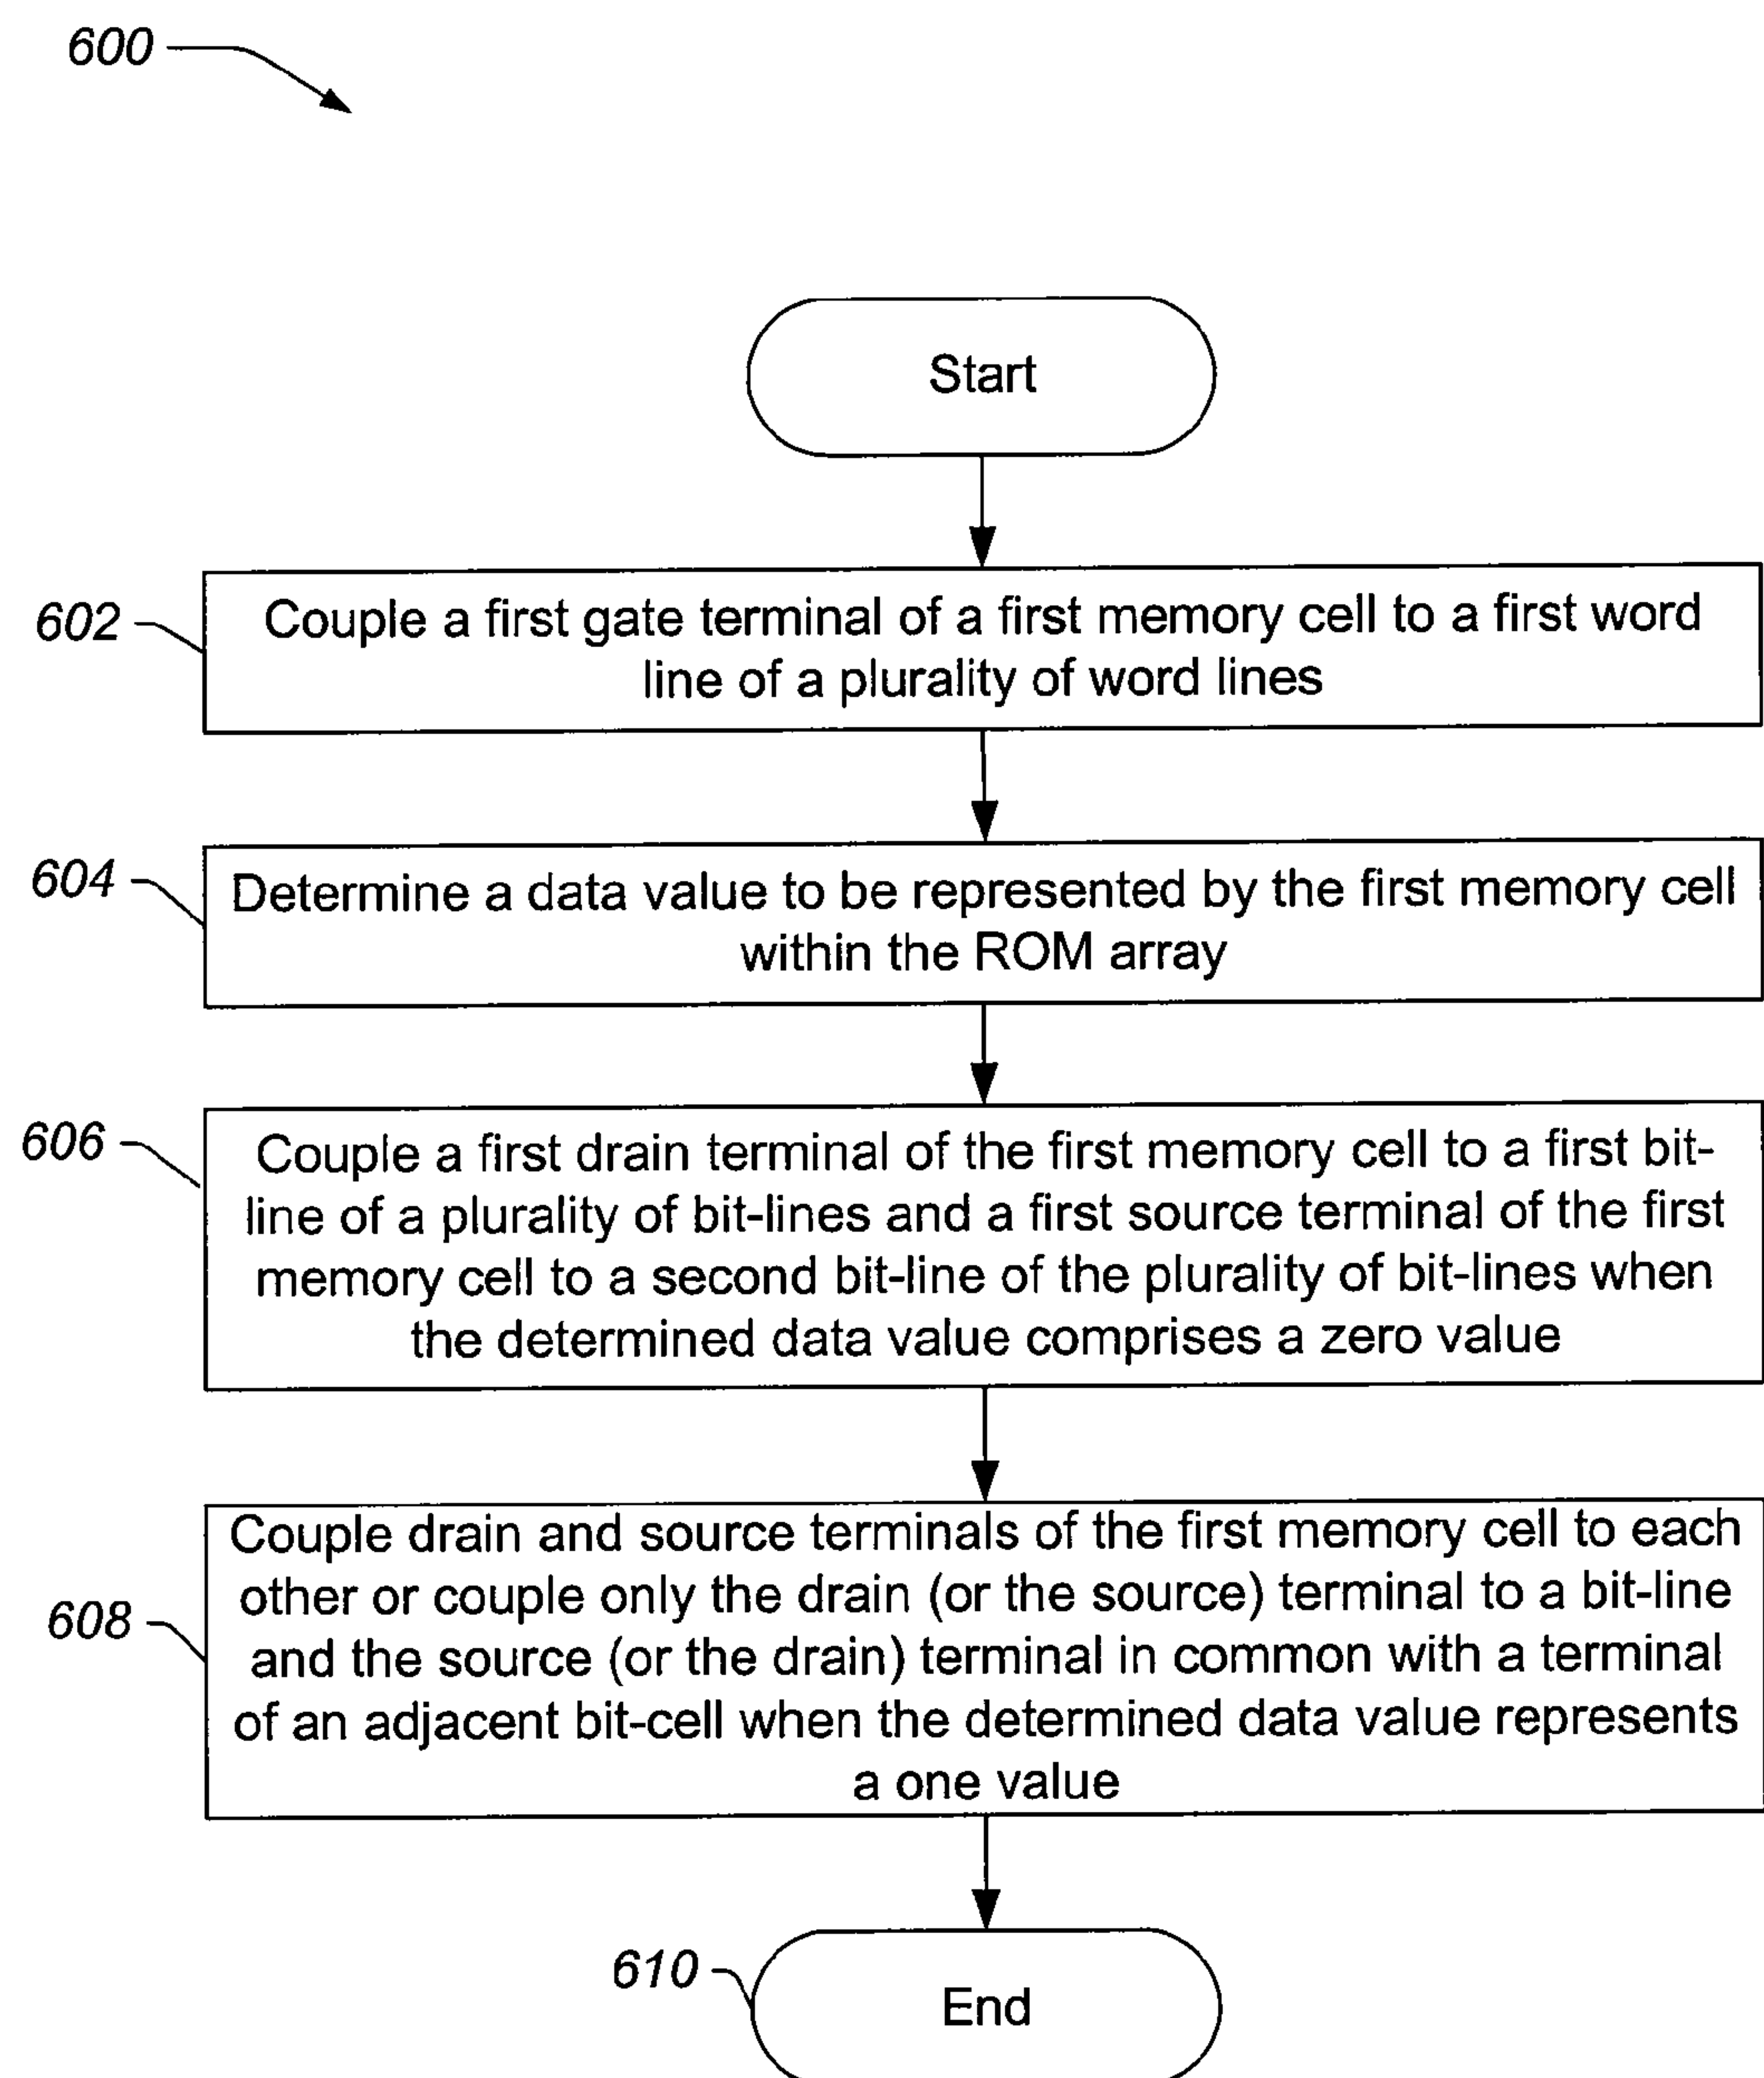 600
Start
602
Couple a first gate terminal of a first memory cell to a first word
line of a plurality of word lines
604
Determine a data value to be represented by the first memory cell
within the ROM array
606
Couple a first drain terminal of the first memory cell to a first bit-
line of a plurality of bit-lines and a first source terminal of the first
memory cell to a second bit-line of the plurality of bit-lines when
the determined data value comprises a zero value
608
Couple drain and source terminals of the first memory cell to each
other or couple only the drain (or the source) terminal to a bit-line
and the source (or the drain) terminal in common with a terminal
of an adjacent bit-cell when the determined data value represents
a one value
610
End